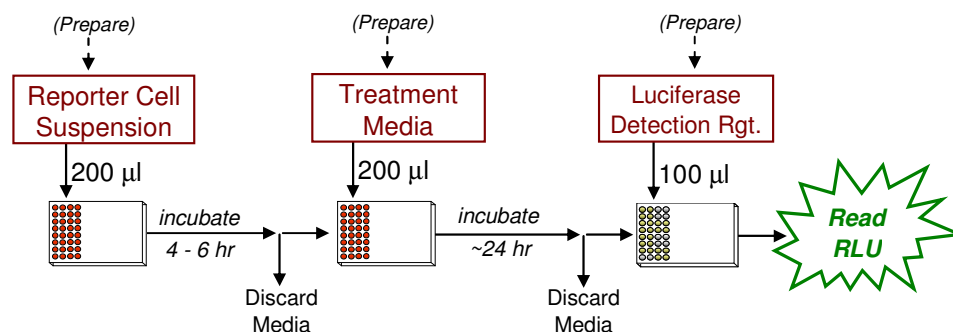 (Prepare)
(Prepare)
(Prepare)
Reporter Cell
Suspension
Treatment
Media
Luciferase
Detection Rgt.
200 µl
200 µl
100 µl
incubate
4 - 6 hr
incubate
~24 hr
Read
RLU
Discard
Media
Discard
Media